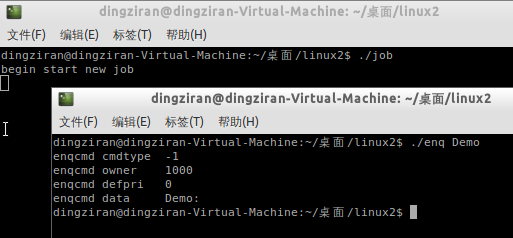 dingziran@dingziran-Virtual-Machine: ~/桌面/linux2
文件(F) 编辑(E) 标签(T) 帮助(H)
dingziran@dingziran-Virtual-Machine:~/桌面/linux2$ ./job
begin start new job
dingziran@dingziran-Virtual-Machine: ~/桌面/linux2
文件(F) 编辑(E) 标签(T) 帮助(H)
dingziran@dingziran-Virtual-Machine:~/桌面/linux2$ ./enq Demo
enqcmd cmdtype -1
enqcmd owner 1000
enqcmd defpri 0
enqcmd data Demo:
dingziran@dingziran-Virtual-Machine:~/桌面/linux2$